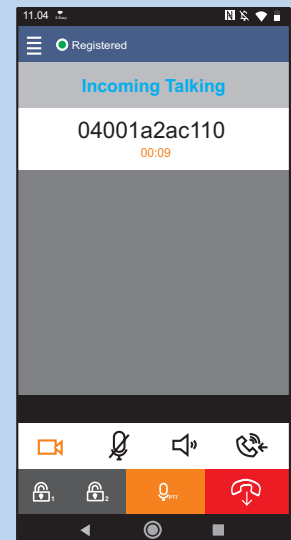 11.04
Registered
Incoming Talking
04001a2ac110
00:09
1
2
PTT